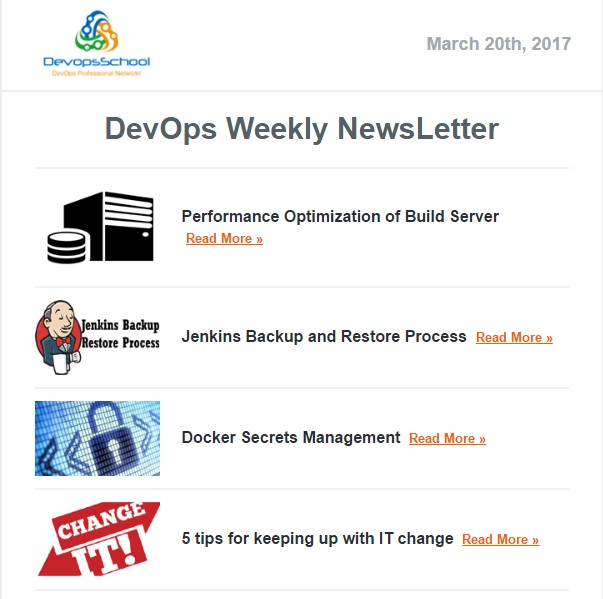 DevopsSchool
DevOps Professional Network!
March 20th, 2017
DevOps Weekly NewsLetter
Performance Optimization of Build Server
Read More »
Jenkins Backup
Restore Process
Jenkins Backup and Restore Process Read More »
Docker Secrets Management Read More »
CHANGE
IT!
5 tips for keeping up with IT change Read More »